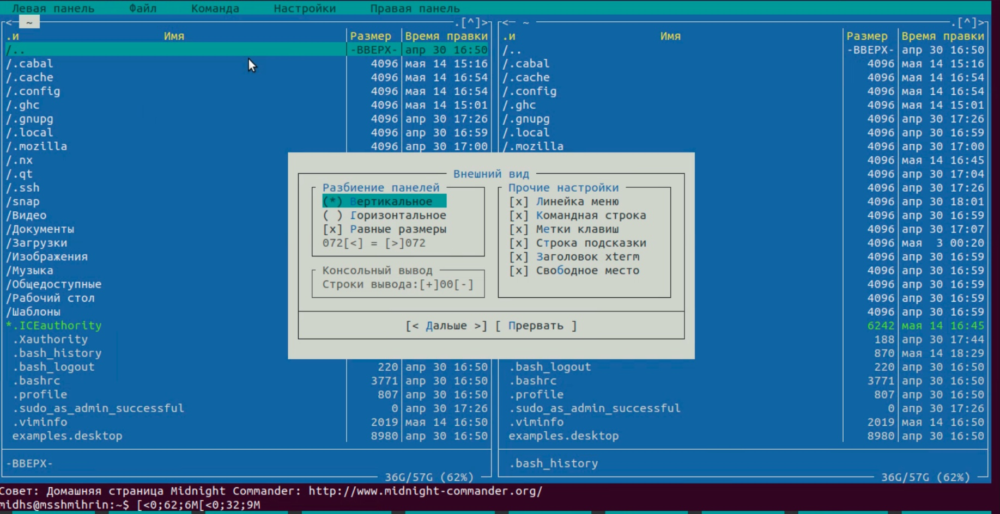 Левая панель Файл Команда Настройки Правая панель
<─ ~ ─ .[^]> <─ ~ ─ .[^]>
.и Имя Размер Время правки .и Имя Размер Время правки
/.. -ВВЕРХ- апр 30 16:50 /.. -ВВЕРХ- апр 30 16:50
/.cabal 4096 мая 14 15:16 /.cabal 4096 мая 14 15:16
/.cache 4096 мая 14 16:54 /.cache 4096 мая 14 16:54
/.config 4096 мая 14 16:54 /.config 4096 мая 14 16:54
/.ghc 4096 мая 14 15:01 /.ghc 4096 мая 14 15:01
/.gnupg 4096 апр 30 17:26 /.gnupg 4096 апр 30 17:26
/.local 4096 апр 30 16:59 /.local 4096 апр 30 16:59
/.mozilla 4096 апр 30 17:00 /.mozilla 4096 апр 30 17:00
/.nx 4096 мая 14 16:45
/.qt Внешний вид 4096 апр 30 17:04
/.ssh Разбиение панелей Прочие настройки 4096 апр 30 17:26
/snap (*) Вертикальное [x] Линейка меню 4096 апр 30 18:01
/Видео ( ) Горизонтальное [x] Командная строка 4096 апр 30 16:59
/Документы [x] Равные размеры [x] Метки клавиш 4096 апр 30 17:07
/Загрузки 072[<] = [>]072 [x] Строка подсказки 4096 мая 3 00:20
/Изображения [x] Заголовок xterm 4096 апр 30 16:59
/Музыка Консольный вывод [x] Свободное место 4096 апр 30 16:59
/Общедоступные Строки вывода:[+]00[-] 4096 апр 30 16:59
/Рабочий стол 4096 апр 30 16:59
/Шаблоны 4096 апр 30 16:59
*.ICEauthority [< Дальше >] [ Прервать ] 6242 мая 14 16:45
.Xauthority 188 апр 30 17:44
.bash_history 870 мая 14 18:29
.bash_logout 220 апр 30 16:50 .bash_logout 220 апр 30 16:50
.bashrc 3771 апр 30 16:50 .bashrc 3771 апр 30 16:50
.profile 807 апр 30 16:50 .profile 807 апр 30 16:50
.sudo_as_admin_successful 0 апр 30 17:26 .sudo_as_admin_successful 0 апр 30 17:26
.viminfo 2019 мая 14 16:50 .viminfo 2019 мая 14 16:50
examples.desktop 8980 апр 30 16:50 examples.desktop 8980 апр 30 16:50
-ВВЕРХ- .bash_history
36G/57G (62%) 36G/57G (62%)
Совет: Домашняя страница Midnight Commander: http://www.midnight-commander.org/
midhs@msshmihrin:~$ [<0;62;6M[<0;32;9M